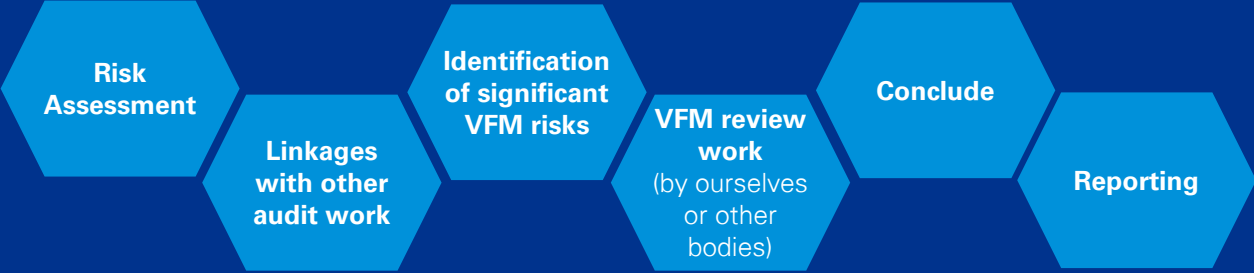 Risk
Assessment
Linkages
with other
audit work
Identification
of significant
VFM risks
VFM review
work
(by ourselves
or other
bodies)
Conclude
Reporting